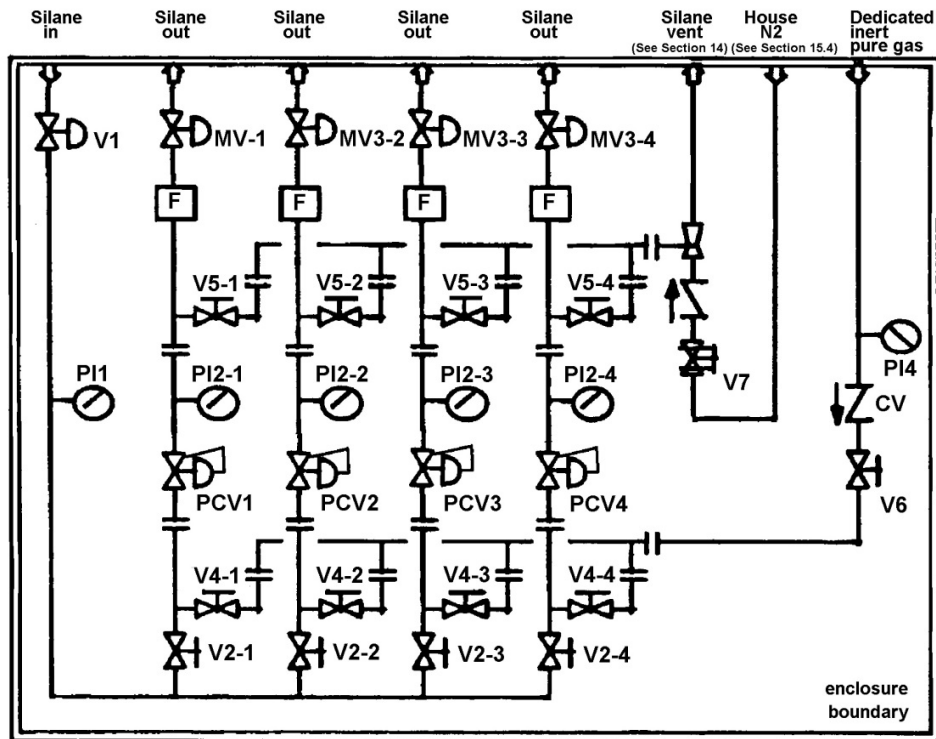 Silane in
Silane out
Silane out
Silane out
Silane out
Silane vent
(See Section 14)
House N2
(See Section 15.4)
Dedicated inert pure gas
V1
MV-1
MV3-2
MV3-3
MV3-4
F
F
F
F
V5-1
V5-2
V5-3
V5-4
PI1
PI2-1
PI2-2
PI2-3
PI2-4
V7
PI4
CV
PCV1
PCV2
PCV3
PCV4
V6
V4-1
V4-2
V4-3
V4-4
V2-1
V2-2
V2-3
V2-4
enclosure
boundary